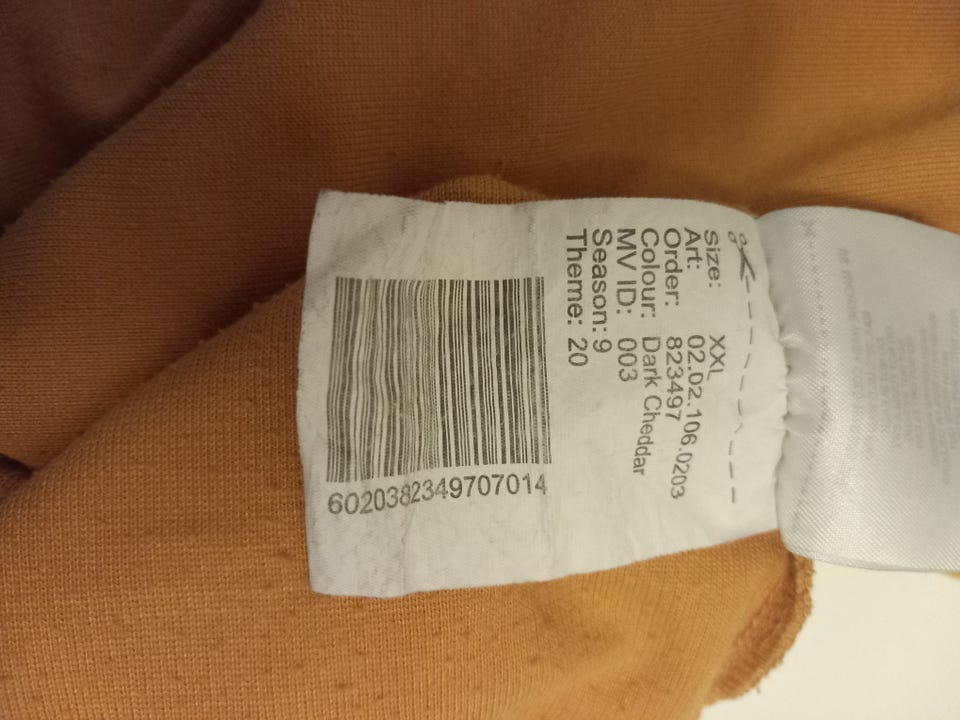 Size: XXL
Art: 02.02.106.0203
Order: 823497
Colour: Dark Cheddar
MV ID: 003
Season: 9
Theme: 20
6020382349707014